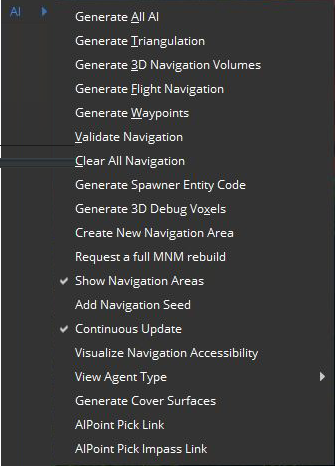 AI
Generate All AI
Generate Triangulation
Generate 3D Navigation Volumes
Generate Flight Navigation
Generate Waypoints
Validate Navigation
Clear All Navigation
Generate Spawner Entity Code
Generate 3D Debug Voxels
Create New Navigation Area
Request a full MNM rebuild
Show Navigation Areas
Add Navigation Seed
Continuous Update
Visualize Navigation Accessibility
View Agent Type
Generate Cover Surfaces
AIPoint Pick Link
AIPoint Pick Impass Link